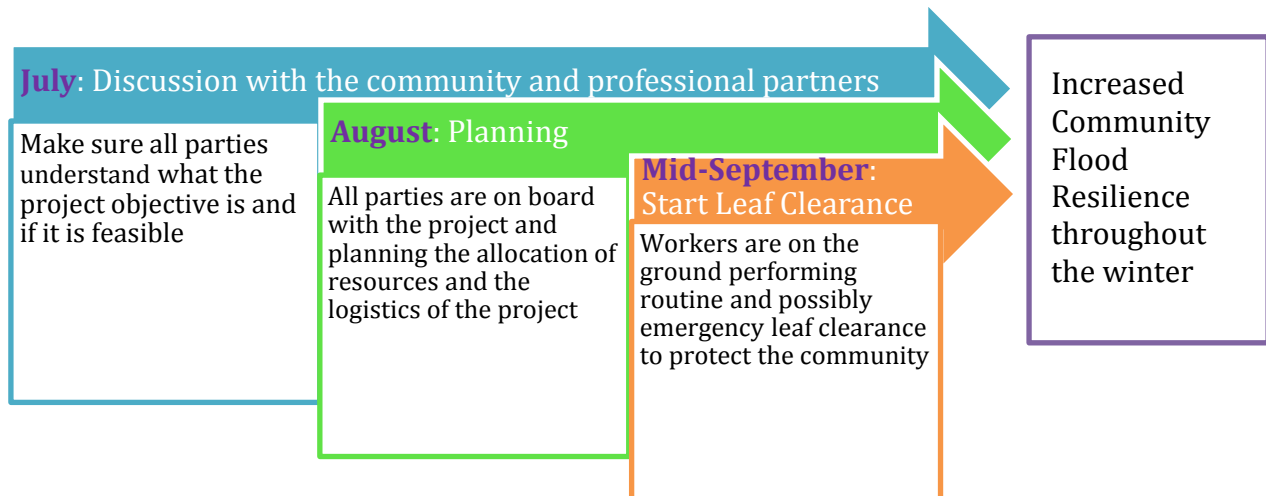 July: Discussion with the community and professional partners
Make sure all parties
understand what the
project objective is and
if it is feasible
August: Planning
All parties are on board
with the project and
planning the allocation of
resources and the
logistics of the project
Mid-September:
Start Leaf Clearance
Workers are on the
ground performing
routine and possibly
emergency leaf clearance
to protect the community
Increased
Community
Flood
Resilience
throughout
the winter